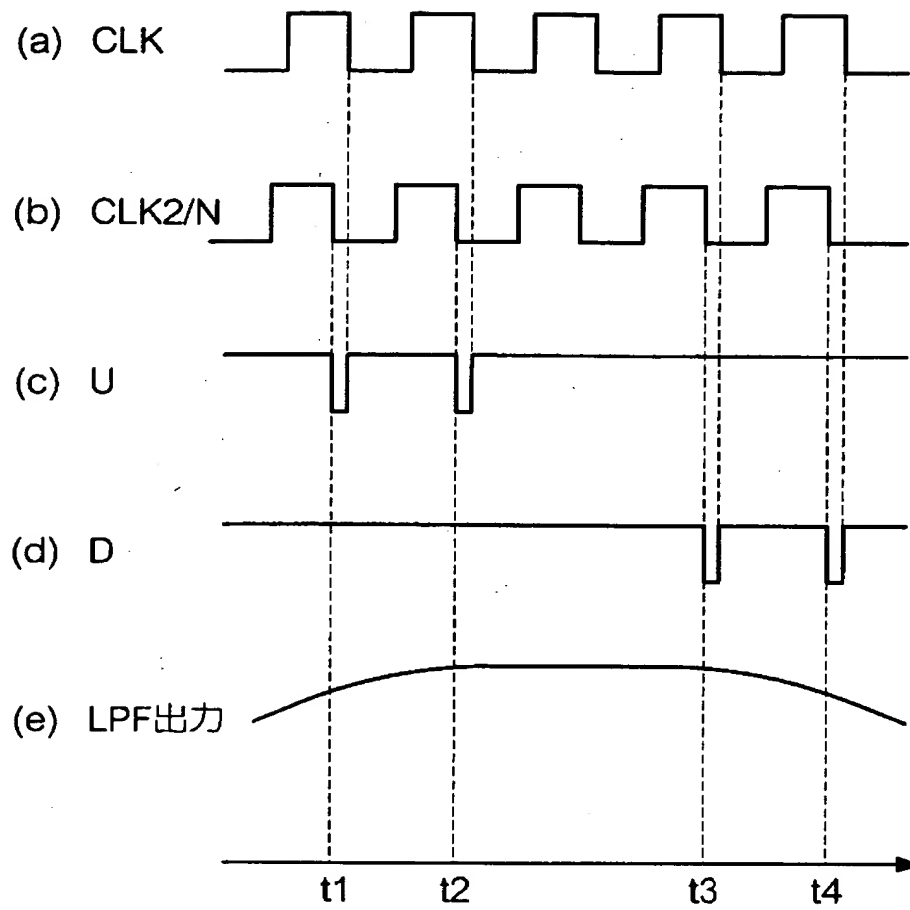 (a) CLK
(b) CLK2/N
(c) U
(d) D
(e) LPF出力
t1 t2 t3 t4